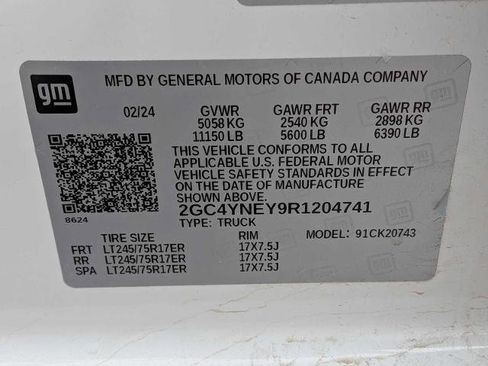 gm
MFD BY GENERAL MOTORS OF CANADA COMPANY
02/24 GVWR GAWR FRT GAWR RR
5058 KG 2540 KG 2898 KG
11150 LB 5600 LB 6390 LB
THIS VEHICLE CONFORMS TO ALL
APPLICABLE U.S. FEDERAL MOTOR
VEHICLE SAFETY STANDARDS IN
EFFECT ON THE DATE OF MANUFACTURE
SHOWN ABOVE.
8624 2GC4YNEY9R1204741
TYPE: TRUCK
TIRE SIZE RIM MODEL: 91CK20743
FRT LT245/75R17ER 17X7.5J
RR LT245/75R17ER 17X7.5J
SPA LT245/75R17ER 17X7.5J